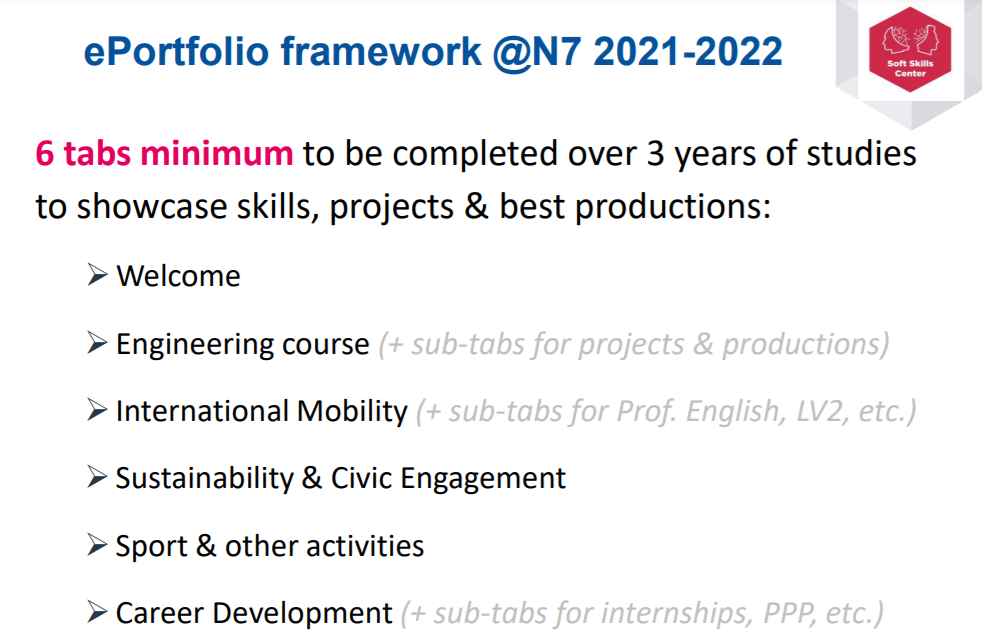 ePortfolio framework @N7 2021-2022
Soft Skills
Center
6 tabs minimum to be completed over 3 years of studies
to showcase skills, projects & best productions:
➢ Welcome
➢ Engineering course (+ sub-tabs for projects & productions)
➢ International Mobility (+ sub-tabs for Prof. English, LV2, etc.)
➢ Sustainability & Civic Engagement
➢ Sport & other activities
➢ Career Development (+ sub-tabs for internships, PPP, etc.)